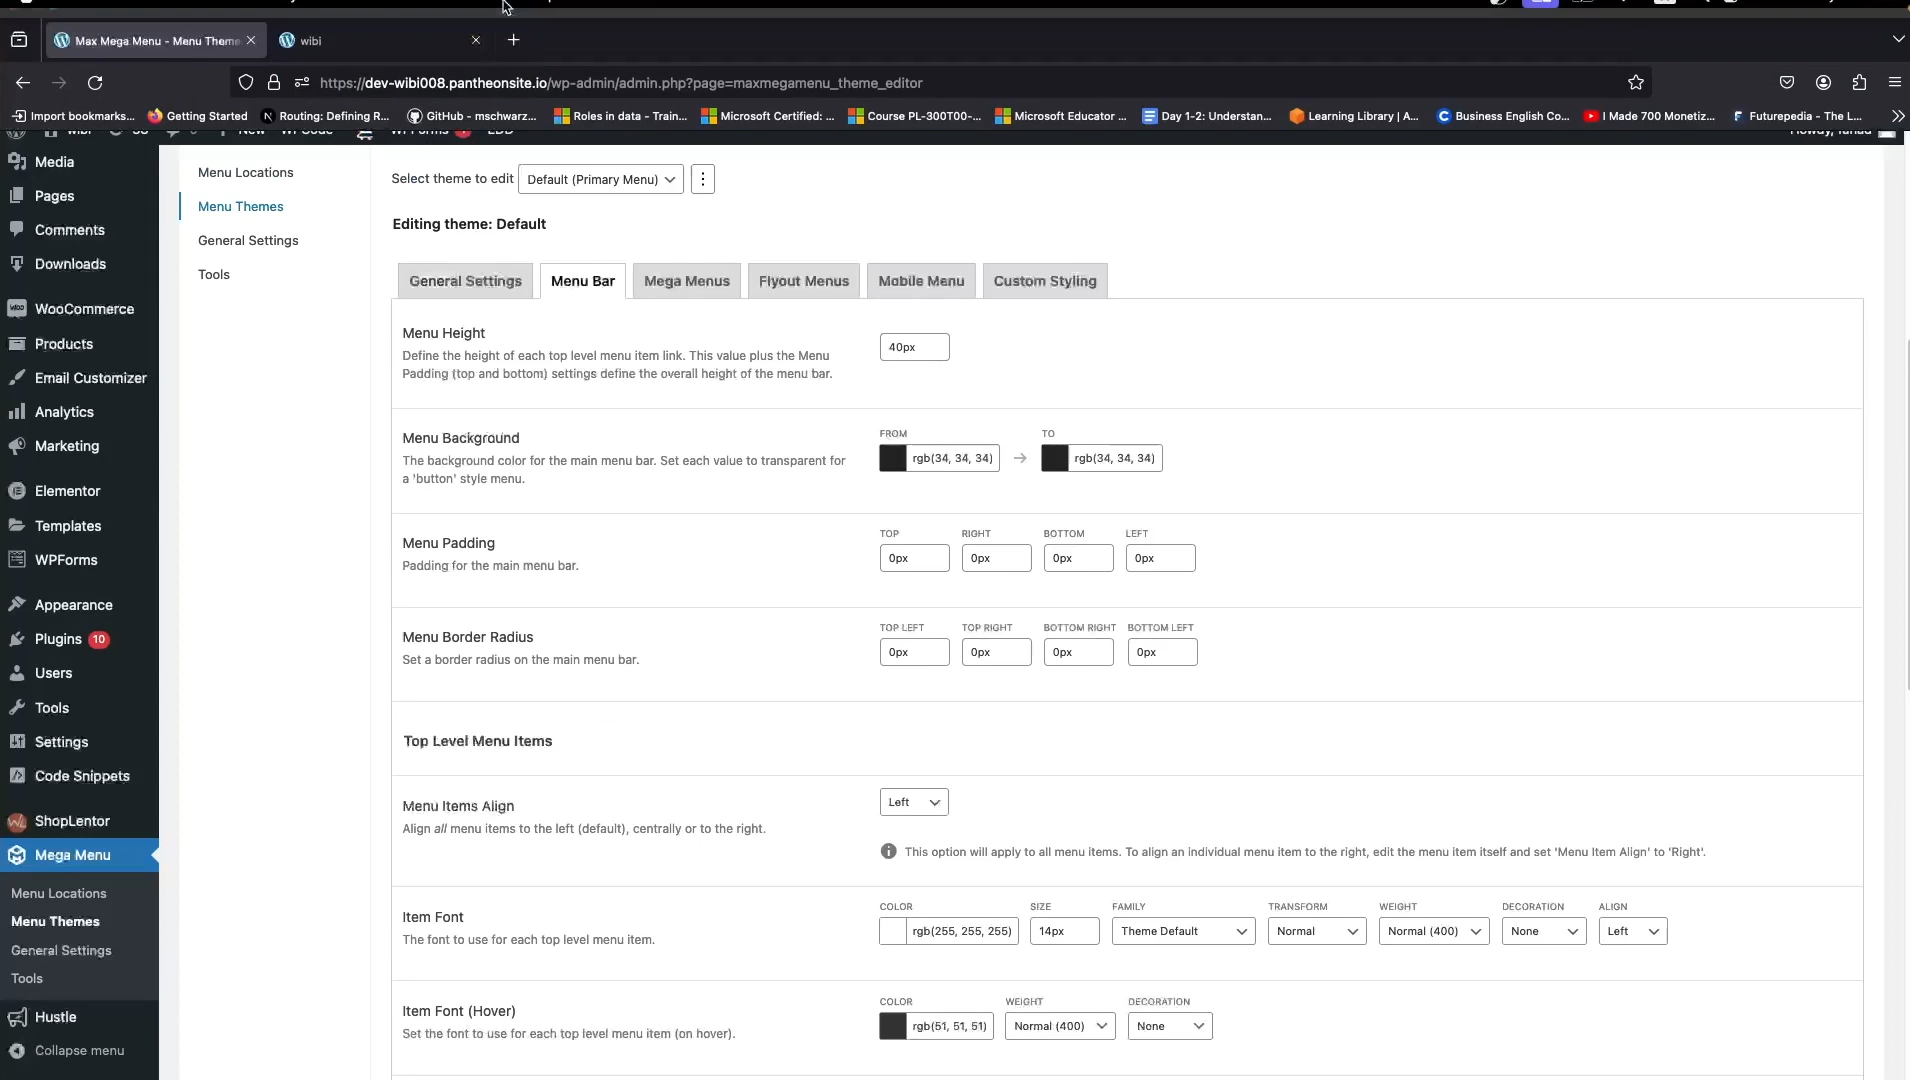 Max Mega Menu - Menu Theme
wibi
https://dev-wibi008.pantheonsite.io/wp-admin/admin.php?page=maxmegamenu_theme_editor
Import bookmarks...
Getting Started
Routing: Defining R...
GitHub - mschwarz...
Roles in data - Train...
Microsoft Certified: ...
Course PL-300T00-...
Microsoft Educator ...
Day 1-2: Understan...
Learning Library | A...
Business English Co...
I Made 700 Monetiz...
Futurepedia - The L...
Media
Pages
Comments
Downloads
WooCommerce
Products
Email Customizer
Analytics
Marketing
Elementor
Templates
WPForms
Appearance
Plugins 10
Users
Tools
Settings
Code Snippets
ShopLentor
Mega Menu
Menu Locations
Menu Themes
General Settings
Tools
Hustle
Collapse menu
Menu Locations
Menu Themes
General Settings
Tools
Select theme to edit Default (Primary Menu)
Editing theme: Default
General Settings Menu Bar Mega Menus Flyout Menus Mobile Menu Custom Styling
Menu Height
Define the height of each top level menu item link. This value plus the Menu
Padding (top and bottom) settings define the overall height of the menu bar.
40px
Menu Background
The background color for the main menu bar. Set each value to transparent for
a 'button' style menu.
FROM TO
rgb(34, 34, 34) → rgb(34, 34, 34)
Menu Padding
Padding for the main menu bar.
TOP RIGHT BOTTOM LEFT
0px 0px 0px 0px
Menu Border Radius
Set a border radius on the main menu bar.
TOP LEFT TOP RIGHT BOTTOM RIGHT BOTTOM LEFT
0px 0px 0px 0px
Top Level Menu Items
Menu Items Align
Align all menu items to the left (default), centrally or to the right.
Left
This option will apply to all menu items. To align an individual menu item to the right, edit the menu item itself and set 'Menu Item Align' to 'Right'.
Item Font
The font to use for each top level menu item.
COLOR SIZE FAMILY TRANSFORM WEIGHT DECORATION ALIGN
rgb(255, 255, 255) 14px Theme Default Normal Normal (400) None Left
Item Font (Hover)
Set the font to use for each top level menu item (on hover).
COLOR WEIGHT DECORATION
rgb(51, 51, 51) Normal (400) None